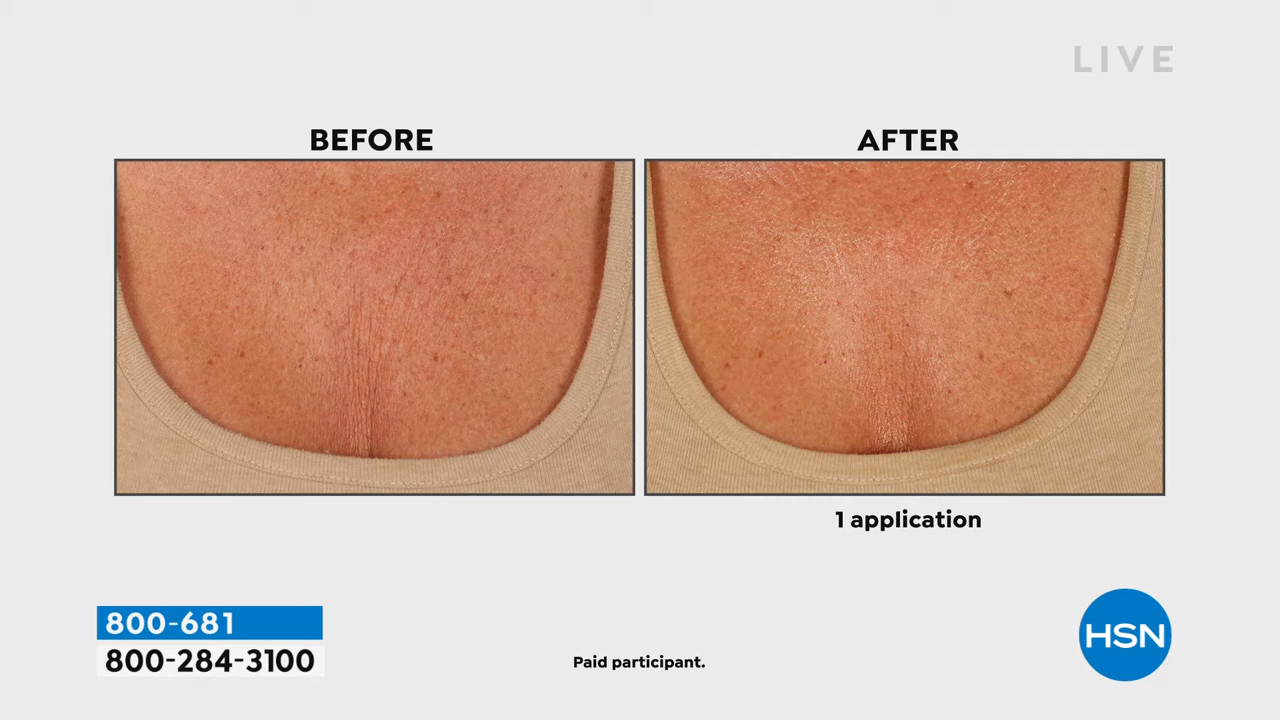 LIVE
BEFORE
AFTER
1 application
800-681
800-284-3100
Paid participant.
HSN